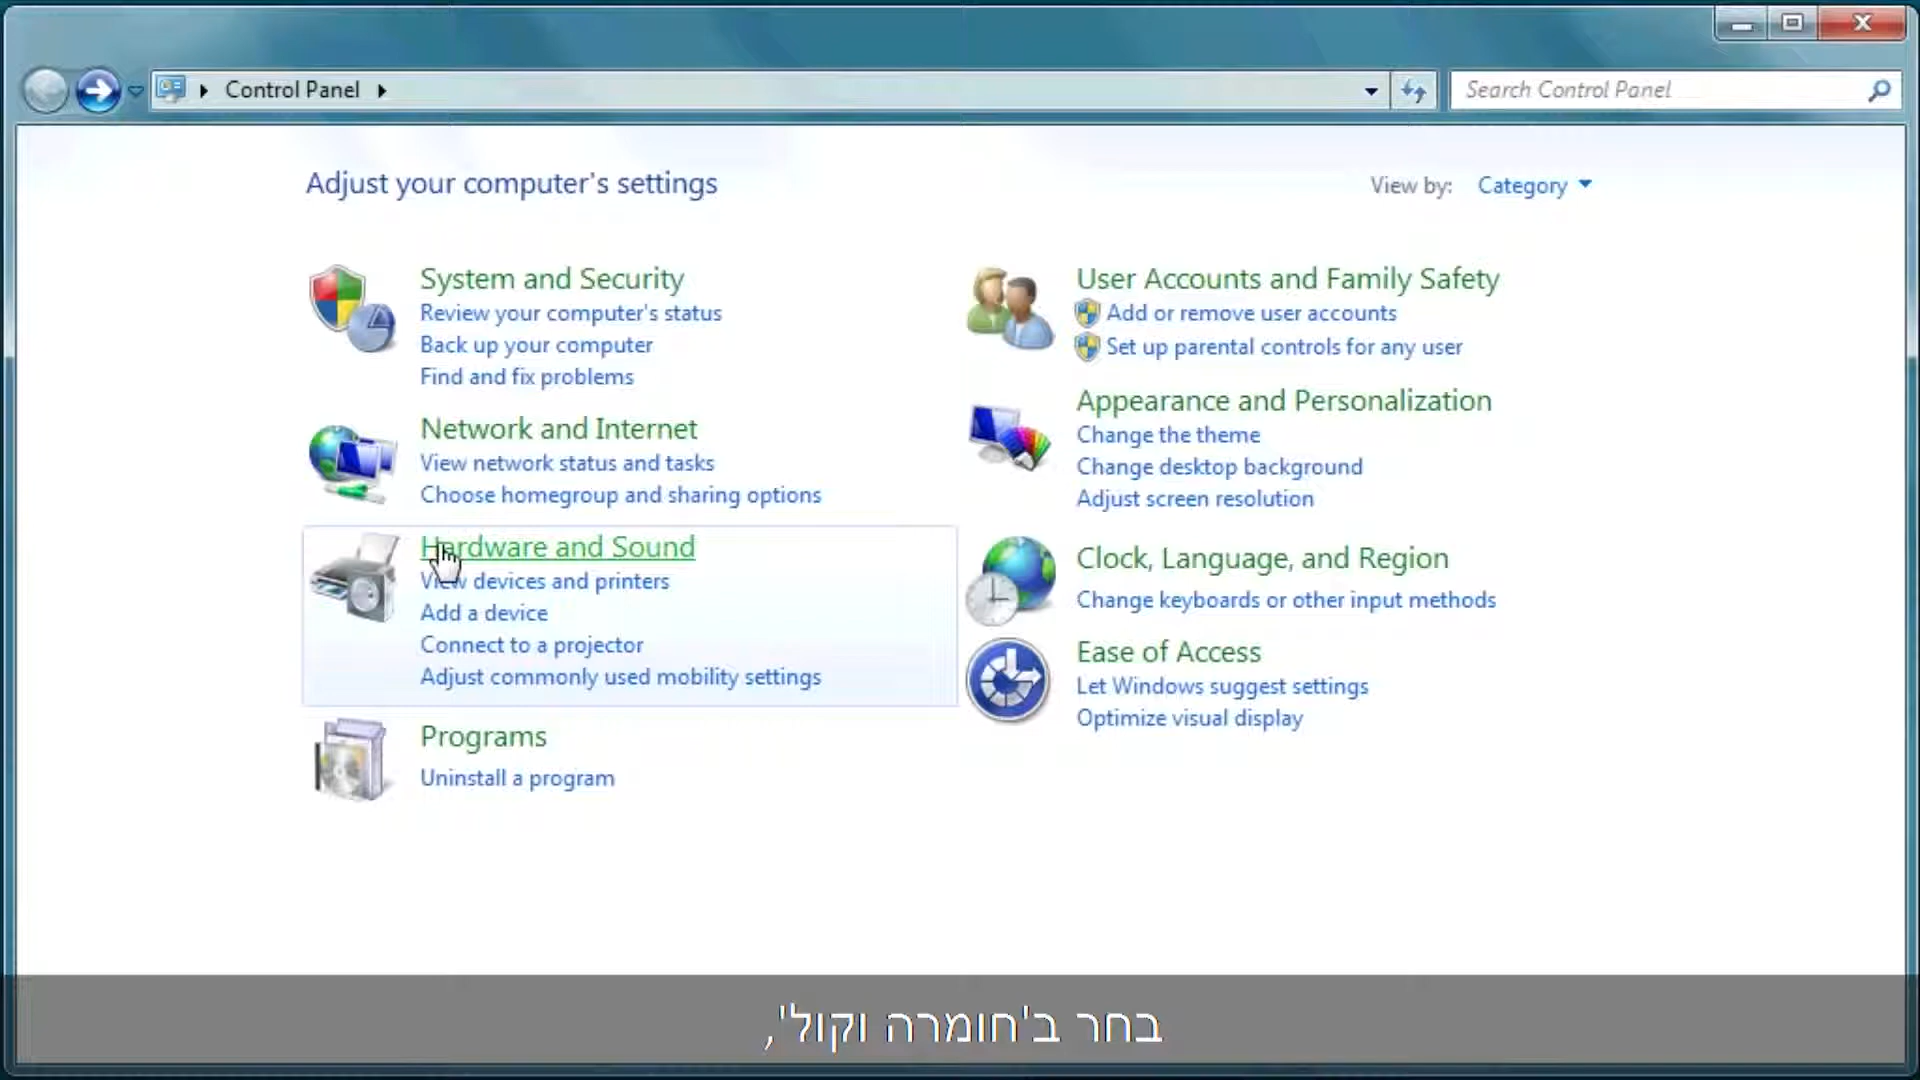 Control Panel
Search Control Panel
Adjust your computer's settings
View by: Category
System and Security
Review your computer's status
Back up your computer
Find and fix problems
Network and Internet
View network status and tasks
Choose homegroup and sharing options
Hardware and Sound
View devices and printers
Add a device
Connect to a projector
Adjust commonly used mobility settings
Programs
Uninstall a program
User Accounts and Family Safety
Add or remove user accounts
Set up parental controls for any user
Appearance and Personalization
Change the theme
Change desktop background
Adjust screen resolution
Clock, Language, and Region
Change keyboards or other input methods
Ease of Access
Let Windows suggest settings
Optimize visual display
בחר ב'חומרה וקול',